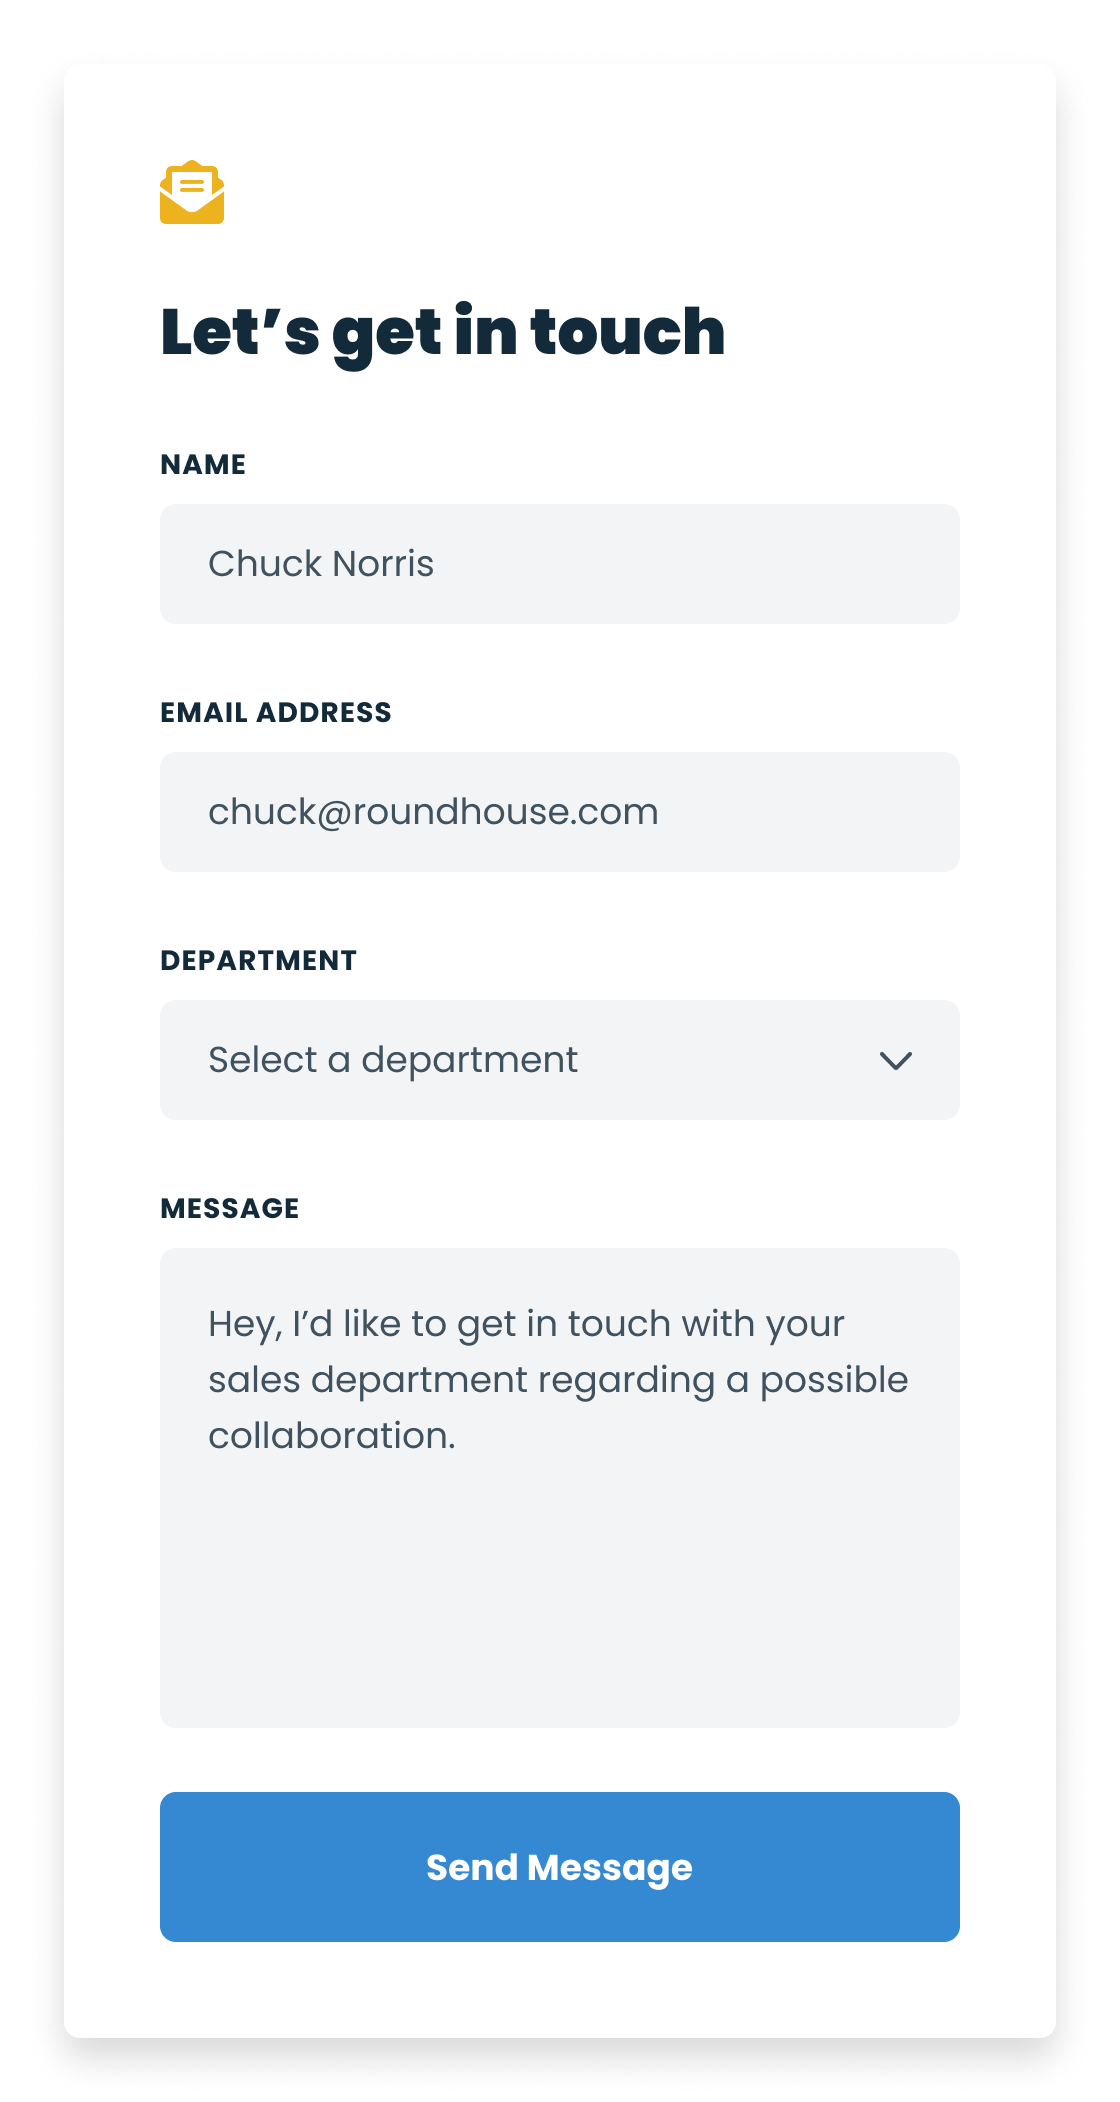 Let’s get in touch
NAME
Chuck Norris
EMAIL ADDRESS
chuck@roundhouse.com
DEPARTMENT
Select a department
MESSAGE
Hey, I’d like to get in touch with your
sales department regarding a possible
collaboration.
Send Message